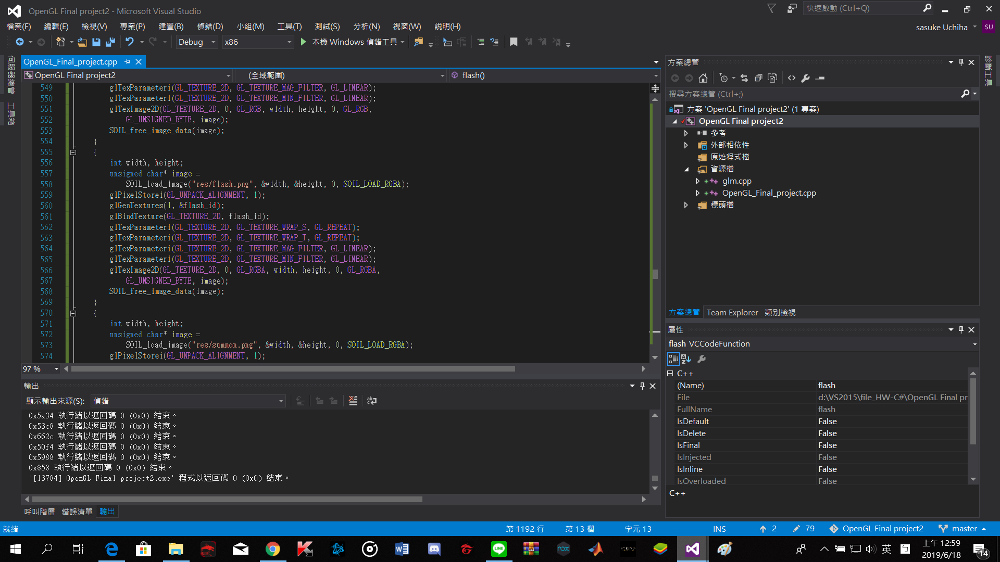 OpenGL Final project2 - Microsoft Visual Studio
快速啟動 (Ctrl+Q)
檔案(F) 編輯(E) 檢視(V) 專案(P) 建置(B) 偵錯(D) 小組(M) 工具(T) 測試(S) 分析(N) 視窗(W) 說明(H)
sasuke Uchiha SU
Debug x86 本機 Windows 偵錯工具
伺服器總管
工具箱
OpenGL_Final_project.cpp
OpenGL Final project2 (全域範圍) flash()
549 glTexParameteri(GL_TEXTURE_2D, GL_TEXTURE_MAG_FILTER, GL_LINEAR);
550 glTexParameteri(GL_TEXTURE_2D, GL_TEXTURE_MIN_FILTER, GL_LINEAR);
551 glTexImage2D(GL_TEXTURE_2D, 0, GL_RGB, width, height, 0, GL_RGB,
552 GL_UNSIGNED_BYTE, image);
553 SOIL_free_image_data(image);
554 }
555 {
556 int width, height;
557 unsigned char* image =
558 SOIL_load_image("res/flash.png", &width, &height, 0, SOIL_LOAD_RGBA);
559 glPixelStorei(GL_UNPACK_ALIGNMENT, 1);
560 glGenTextures(1, &flash_id);
561 glBindTexture(GL_TEXTURE_2D, flash_id);
562 glTexParameteri(GL_TEXTURE_2D, GL_TEXTURE_WRAP_S, GL_REPEAT);
563 glTexParameteri(GL_TEXTURE_2D, GL_TEXTURE_WRAP_T, GL_REPEAT);
564 glTexParameteri(GL_TEXTURE_2D, GL_TEXTURE_MAG_FILTER, GL_LINEAR);
565 glTexParameteri(GL_TEXTURE_2D, GL_TEXTURE_MIN_FILTER, GL_LINEAR);
566 glTexImage2D(GL_TEXTURE_2D, 0, GL_RGBA, width, height, 0, GL_RGBA,
567 GL_UNSIGNED_BYTE, image);
568 SOIL_free_image_data(image);
569 }
570 {
571 int width, height;
572 unsigned char* image =
573 SOIL_load_image("res/summon.png", &width, &height, 0, SOIL_LOAD_RGBA);
574 glPixelStorei(GL_UNPACK_ALIGNMENT, 1);
97 %
輸出
顯示輸出來源(S): 偵錯
0x5a34 執行緒以返回碼 0 (0x0) 結束。
0x53c8 執行緒以返回碼 0 (0x0) 結束。
0x662c 執行緒以返回碼 0 (0x0) 結束。
0x50f4 執行緒以返回碼 0 (0x0) 結束。
0x5988 執行緒以返回碼 0 (0x0) 結束。
0x858 執行緒以返回碼 0 (0x0) 結束。
'[13784] OpenGL Final project2.exe' 程式以返回碼 0 (0x0) 結束。
呼叫階層 錯誤清單 輸出
方案總管
搜尋方案總管 (Ctrl+;)
方案 'OpenGL Final project2' (1 專案)
OpenGL Final project2
參考
外部相依性
原始程式檔
資源檔
glm.cpp
OpenGL_Final_project.cpp
標頭檔
方案總管 Team Explorer 類別檢視
屬性
flash VCCodeFunction
C++
(Name) flash
File d:\VS2015\file_HW-C#\OpenGL Final pr
FullName flash
IsDefault False
IsDelete False
IsFinal False
IsInjected False
IsInline False
IsOverloaded False
C++
診斷工具
就緒 第 1192 行 第 13 欄 字元 13 INS 2 79 OpenGL Final project2 master
英
上午 12:59
2019/6/18
14